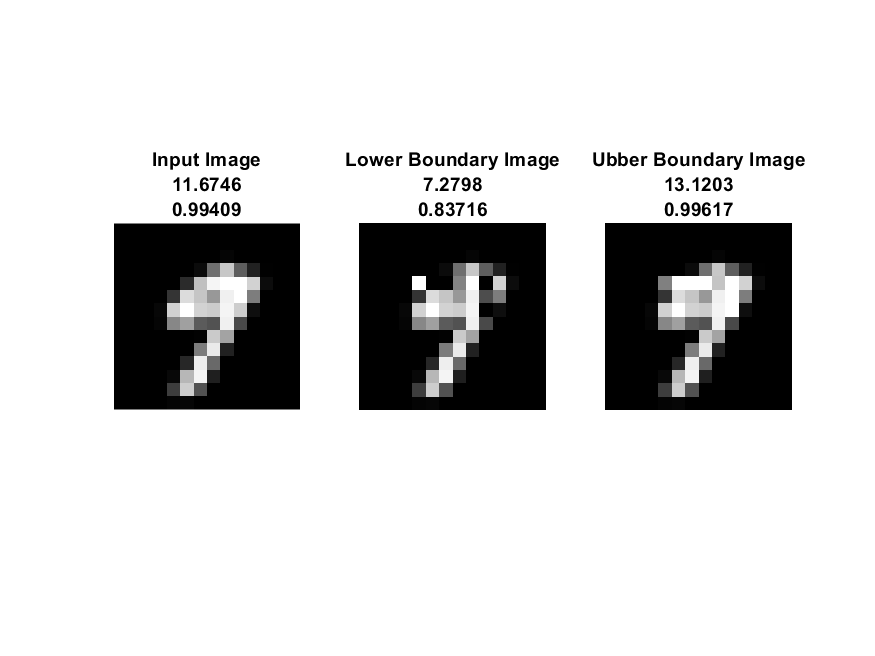 Input Image
11.6746
0.99409
Lower Boundary Image
7.2798
0.83716
Ubber Boundary Image
13.1203
0.99617